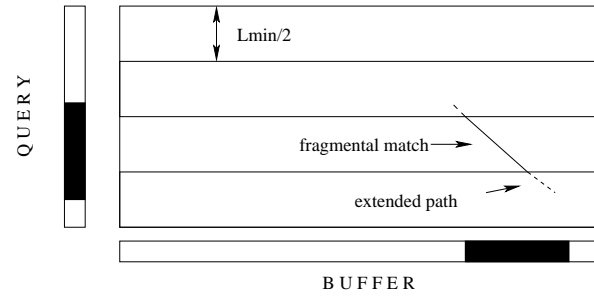 Lmin/2
QUERY
fragmental match
extended path
BUFFER